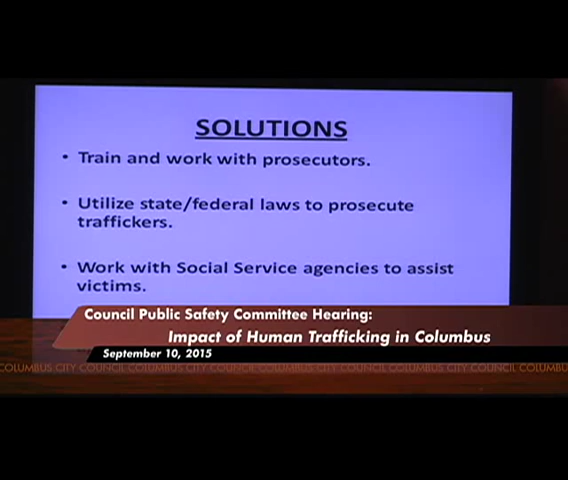 SOLUTIONS
• Train and work with prosecutors.
• Utilize state/federal laws to prosecute
traffickers.
• Work with Social Service agencies to assist
victims.
Council Public Safety Committee Hearing:
Impact of Human Trafficking in Columbus
September 10, 2015
COLUMBUS CITY COUNCIL COLUMBUS CITY COUNCIL COLUMBUS CITY COUNCIL COLUMBUS CITY COUNCIL COLUMBU